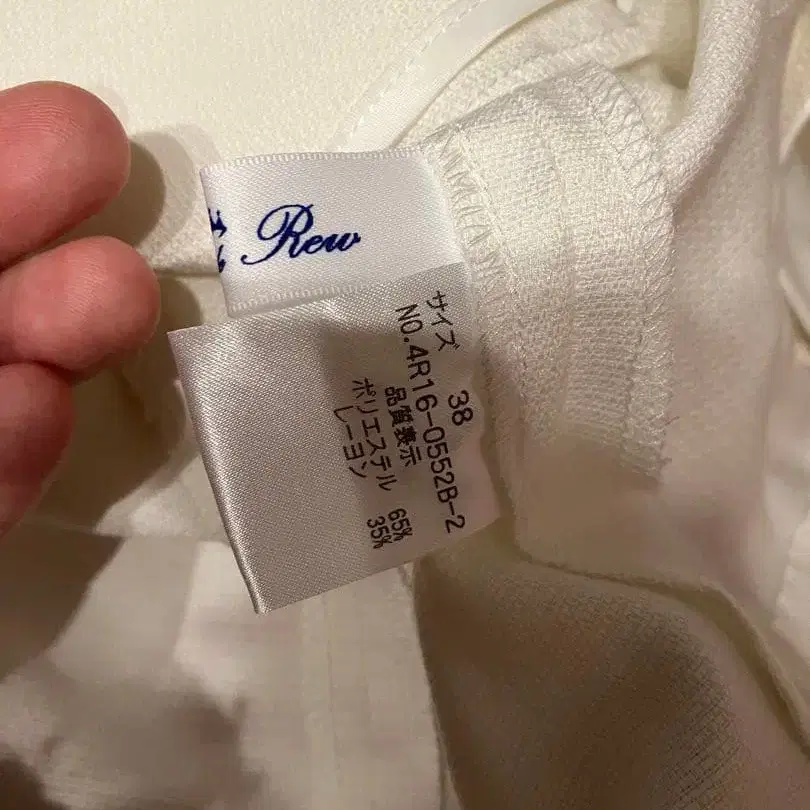 Rew
サイズ 38
NO.4R16-0552B-2
品質表示
ポリエステル 65%
レーヨン 35%